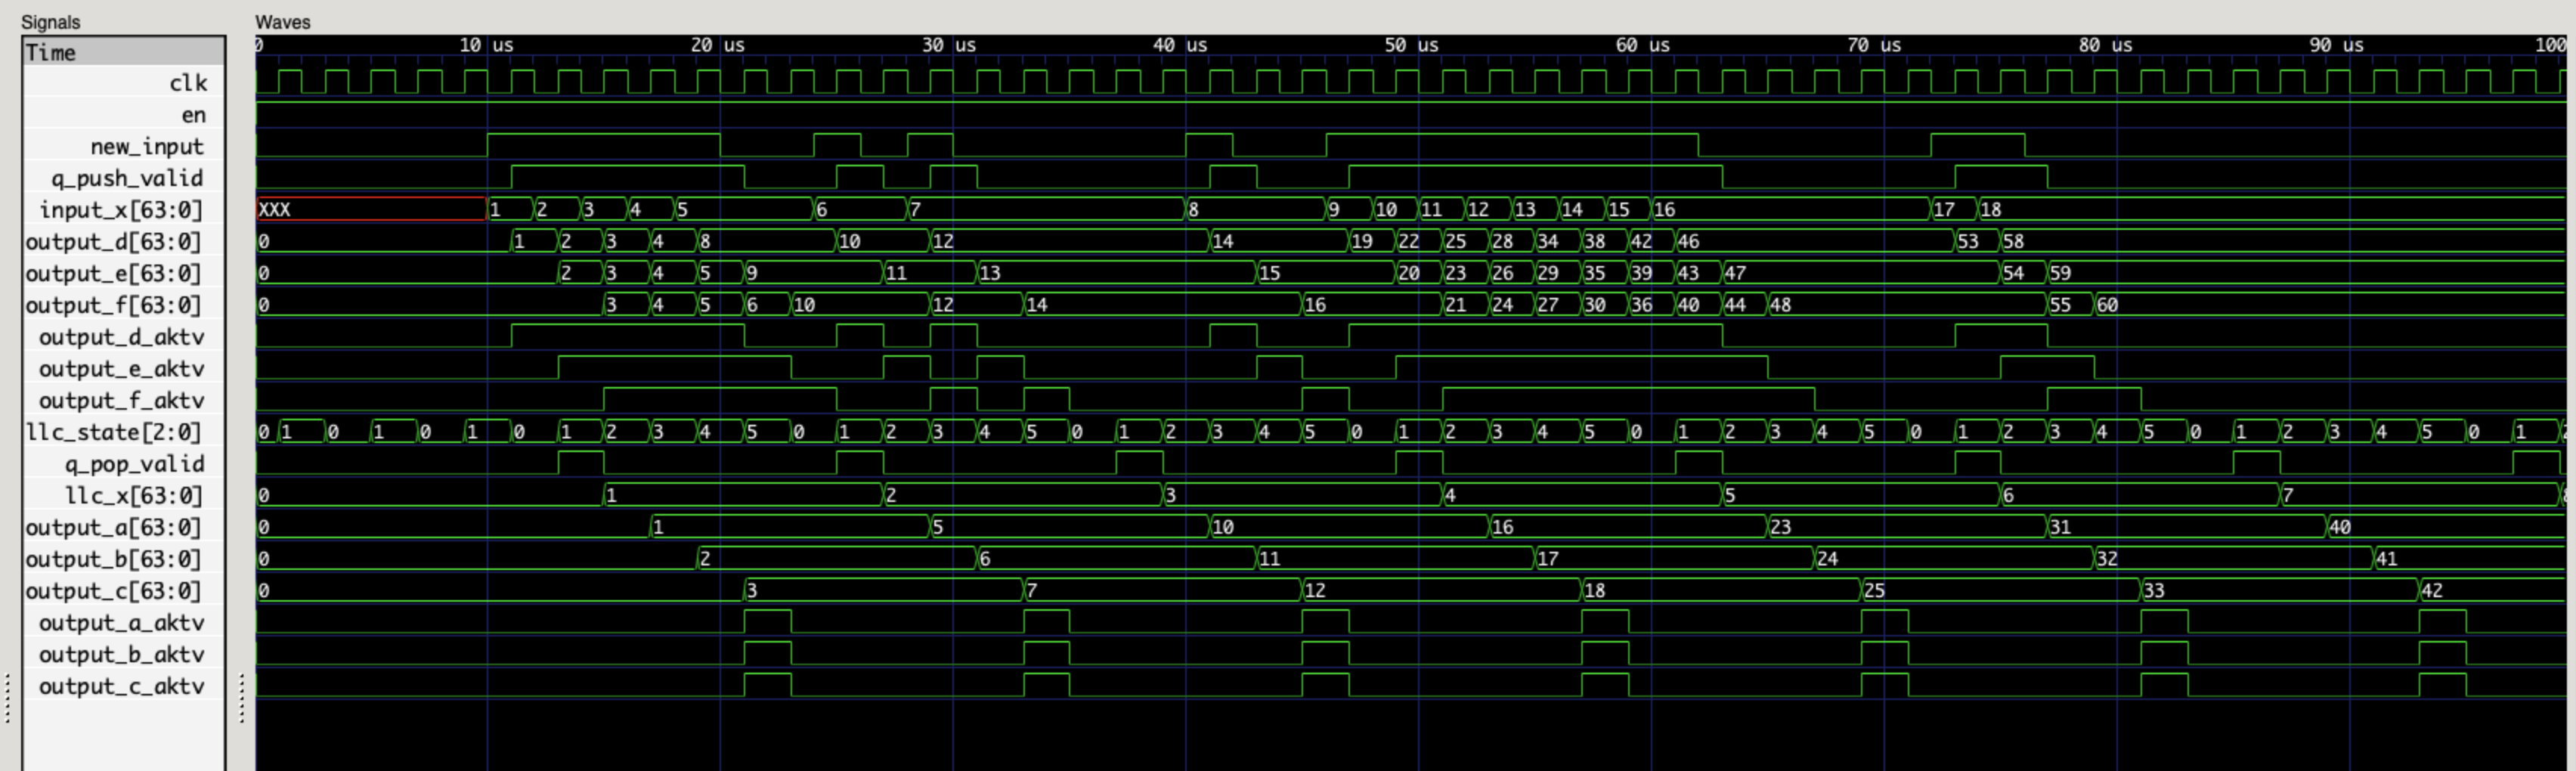 Signals Waves
Time 0 10 us 20 us 30 us 40 us 50 us 60 us 70 us 80 us 90 us 100
clk
en
new_input
q_push_valid
input_x[63:0] XXX 1 2 3 4 5 6 7 8 9 10 11 12 13 14 15 16 17 18
output_d[63:0] 0 1 2 3 4 8 10 12 14 19 22 25 28 34 38 42 46 53 58
output_e[63:0] 0 2 3 4 5 9 11 13 15 20 23 26 29 35 39 43 47 54 59
output_f[63:0] 0 3 4 5 6 10 12 14 16 21 24 27 30 36 40 44 48 55 60
output_d_aktv
output_e_aktv
output_f_aktv
llc_state[2:0] 0 1 0 1 0 1 0 1 2 3 4 5 0 1 2 3 4 5 0 1 2 3 4 5 0 1 2 3 4 5 0 1 2 3 4 5 0 1 2 3 4 5 0 1 2 3 4 5 0 1
q_pop_valid
llc_x[63:0] 0 1 2 3 4 5 6 7
output_a[63:0] 0 1 5 10 16 23 31 40
output_b[63:0] 0 2 6 11 17 24 32 41
output_c[63:0] 0 3 7 12 18 25 33 42
output_a_aktv
output_b_aktv
output_c_aktv